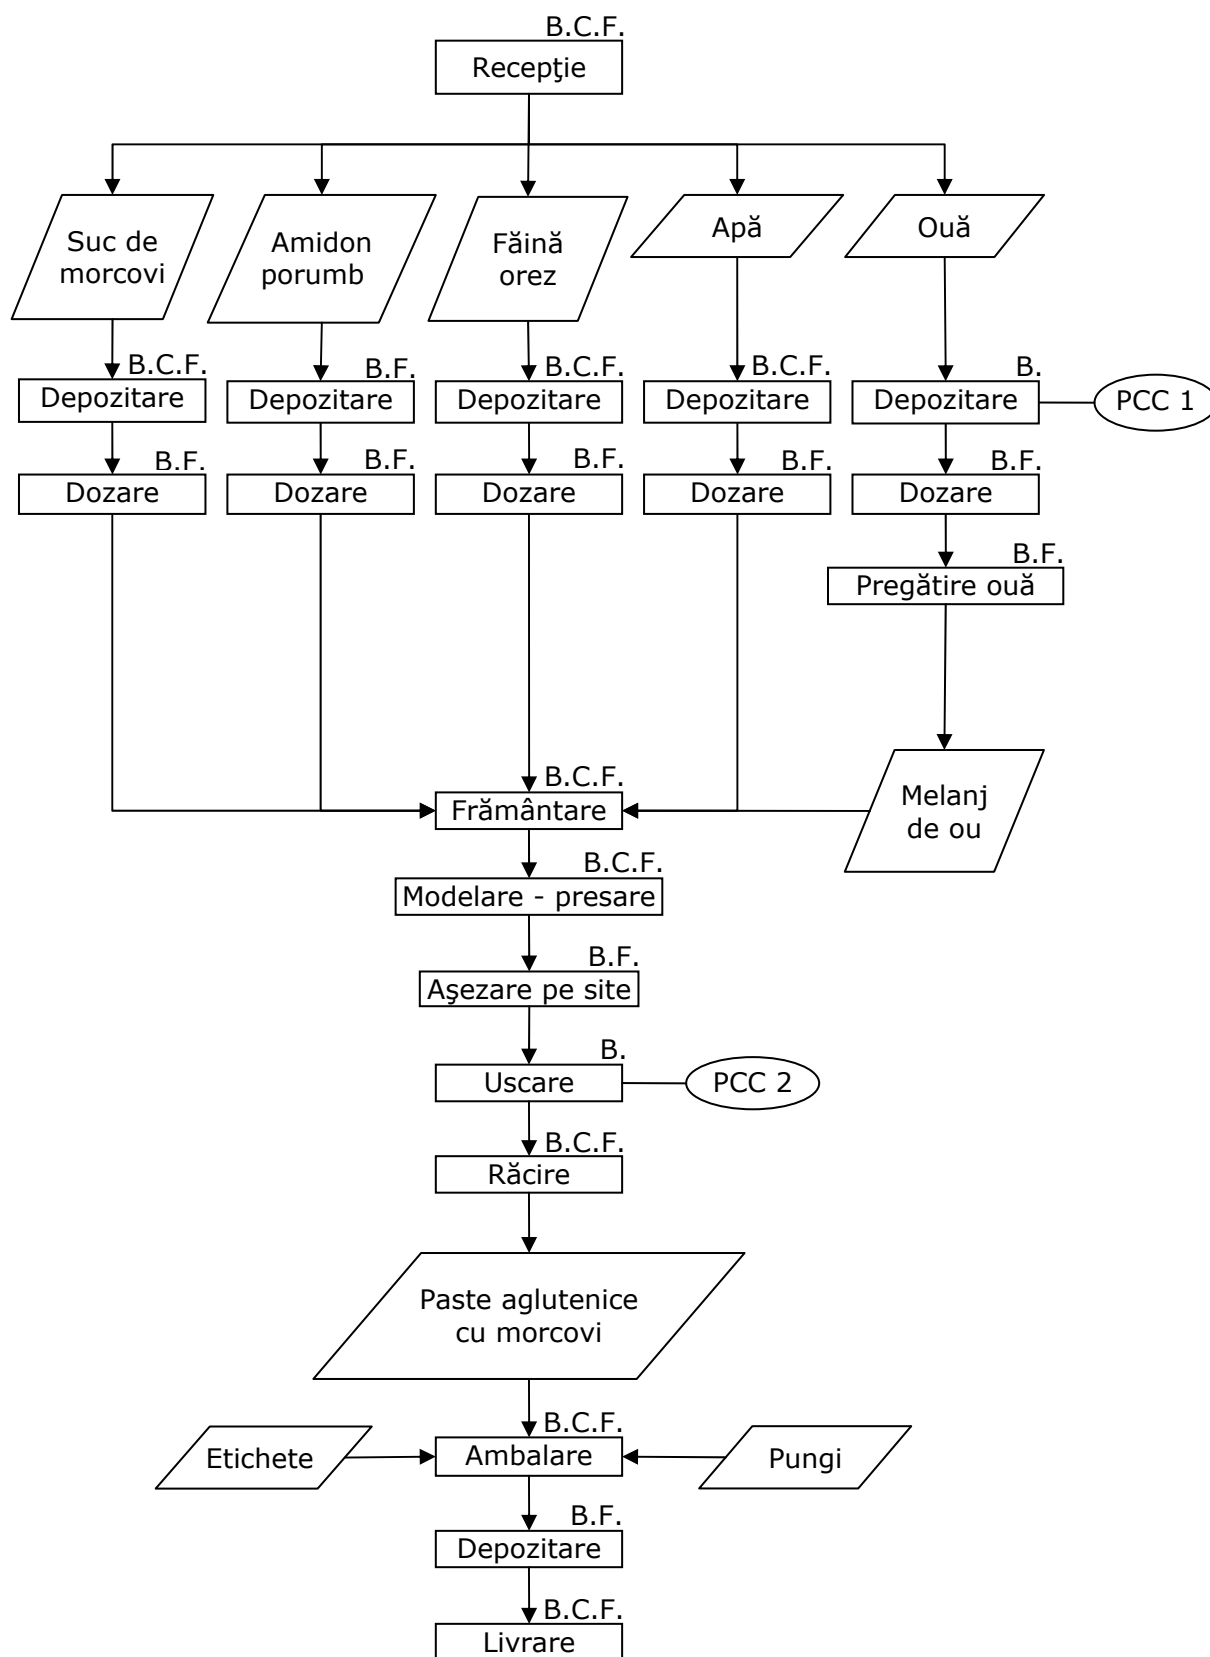 B.C.F.
Recepţie
Suc de
morcovi
Amidon
porumb
Făină
orez
Apă
Ouă
B.C.F.
Depozitare
B.F.
Depozitare
B.C.F.
Depozitare
B.C.F.
Depozitare
B.
Depozitare
PCC 1
B.F.
Dozare
B.F.
Dozare
B.F.
Dozare
B.F.
Dozare
B.F.
Dozare
B.F.
Pregătire ouă
Melanj
de ou
B.C.F.
Frământare
B.C.F.
Modelare - presare
B.F.
Aşezare pe site
B.
Uscare
PCC 2
B.C.F.
Răcire
Paste aglutenice
cu morcovi
B.C.F.
Etichete
Ambalare
Pungi
B.F.
Depozitare
B.C.F.
Livrare